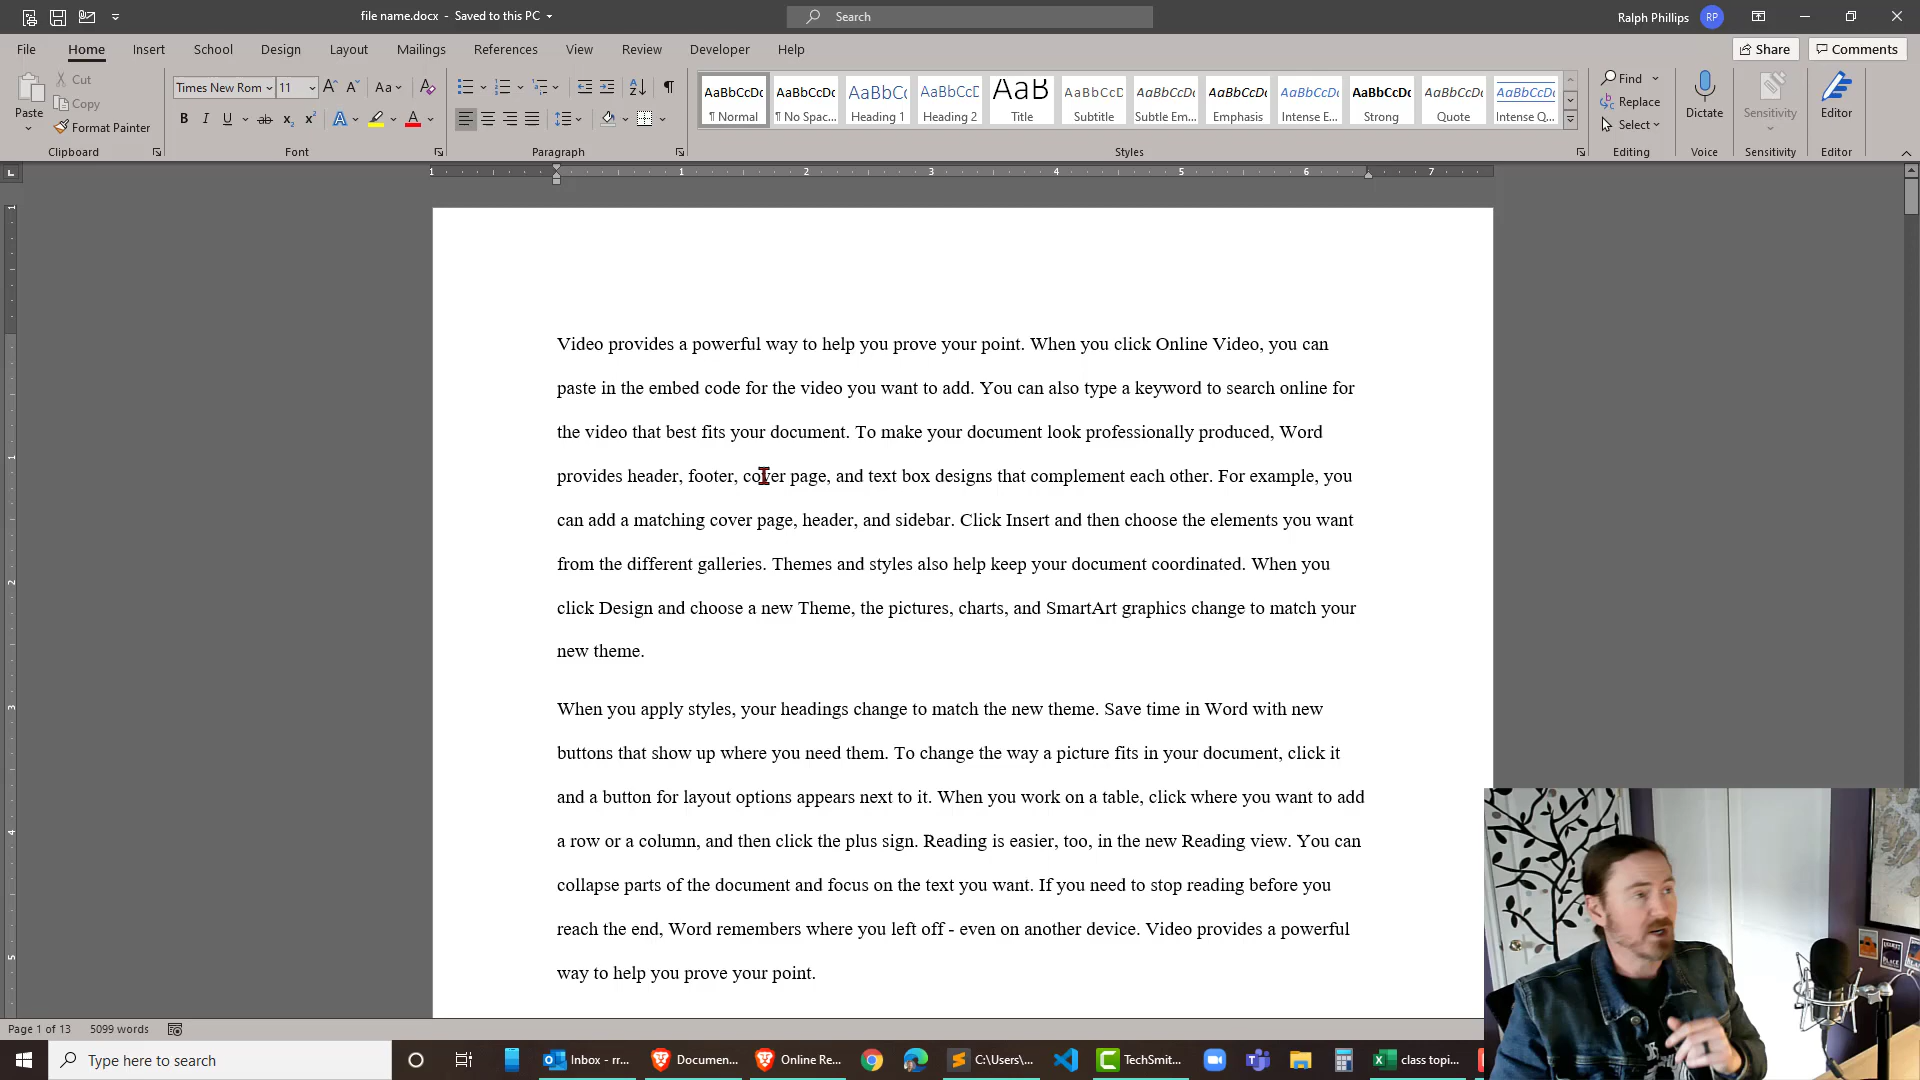 file name.docx - Saved to this PC
Search
Ralph Phillips RP
File Home Insert School Design Layout Mailings References View Review Developer Help Share Comments
Paste
Cut
Copy
Format Painter
Clipboard
Times New Rom 11
Font
Paragraph
AaBbCcDc AaBbCcDc AaBbCc AaBbCcD AaB AaBbCcD AaBbCcDc AaBbCcDc AaBbCcDc AaBbCcDc AaBbCcDc AaBbCcDc
¶ Normal ¶ No Spac... Heading 1 Heading 2 Title Subtitle Subtle Em... Emphasis Intense E... Strong Quote Intense Q...
Styles
Find
Replace
Select
Editing
Dictate
Voice
Sensitivity
Sensitivity
Editor
Editor
1 1 2 3 4 5 6 7
Video provides a powerful way to help you prove your point. When you click Online Video, you can
paste in the embed code for the video you want to add. You can also type a keyword to search online for
the video that best fits your document. To make your document look professionally produced, Word
provides header, footer, cover page, and text box designs that complement each other. For example, you
can add a matching cover page, header, and sidebar. Click Insert and then choose the elements you want
from the different galleries. Themes and styles also help keep your document coordinated. When you
click Design and choose a new Theme, the pictures, charts, and SmartArt graphics change to match your
new theme.
When you apply styles, your headings change to match the new theme. Save time in Word with new
buttons that show up where you need them. To change the way a picture fits in your document, click it
and a button for layout options appears next to it. When you work on a table, click where you want to add
a row or a column, and then click the plus sign. Reading is easier, too, in the new Reading view. You can
collapse parts of the document and focus on the text you want. If you need to stop reading before you
reach the end, Word remembers where you left off - even on another device. Video provides a powerful
way to help you prove your point.
Page 1 of 13 5099 words
Type here to search
Inbox - rr... Documen... Online Re... C:\Users\... TechSmit... class topi...